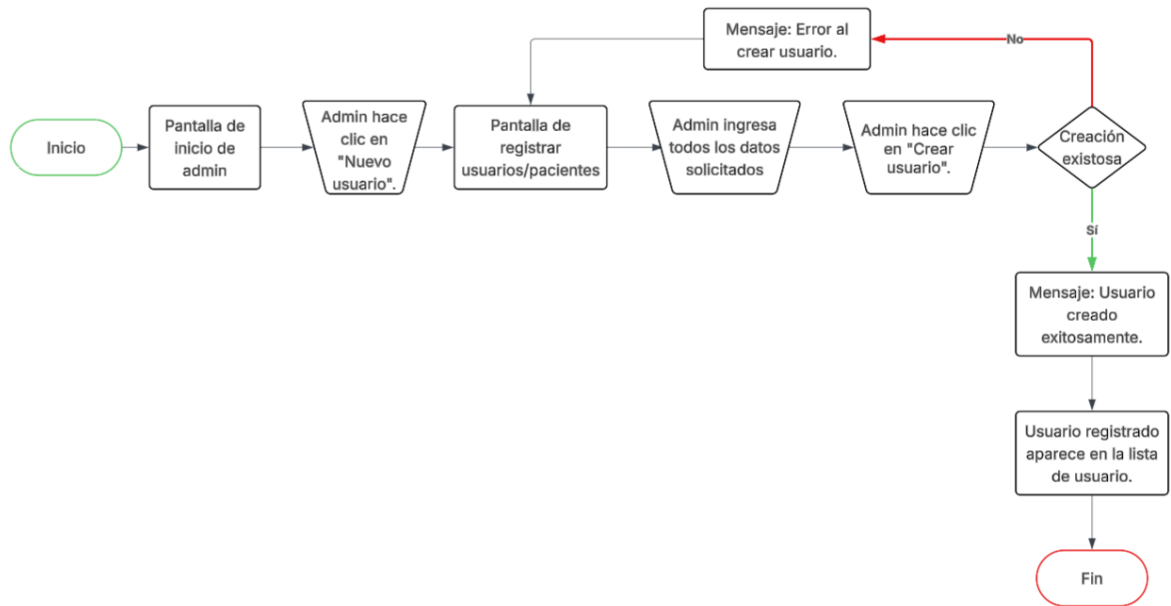 Mensaje: Error al
crear usuario.
No
Inicio
Pantalla de
inicio de
admin
Admin hace
clic en
"Nuevo
usuario".
Pantalla de
registrar
usuarios/pacientes
Admin ingresa
todos los datos
solicitados
Admin hace clic
en "Crear
usuario".
Creación
existosa
Sí
Mensaje: Usuario
creado
exitosamente.
Usuario registrado
aparece en la lista
de usuario.
Fin